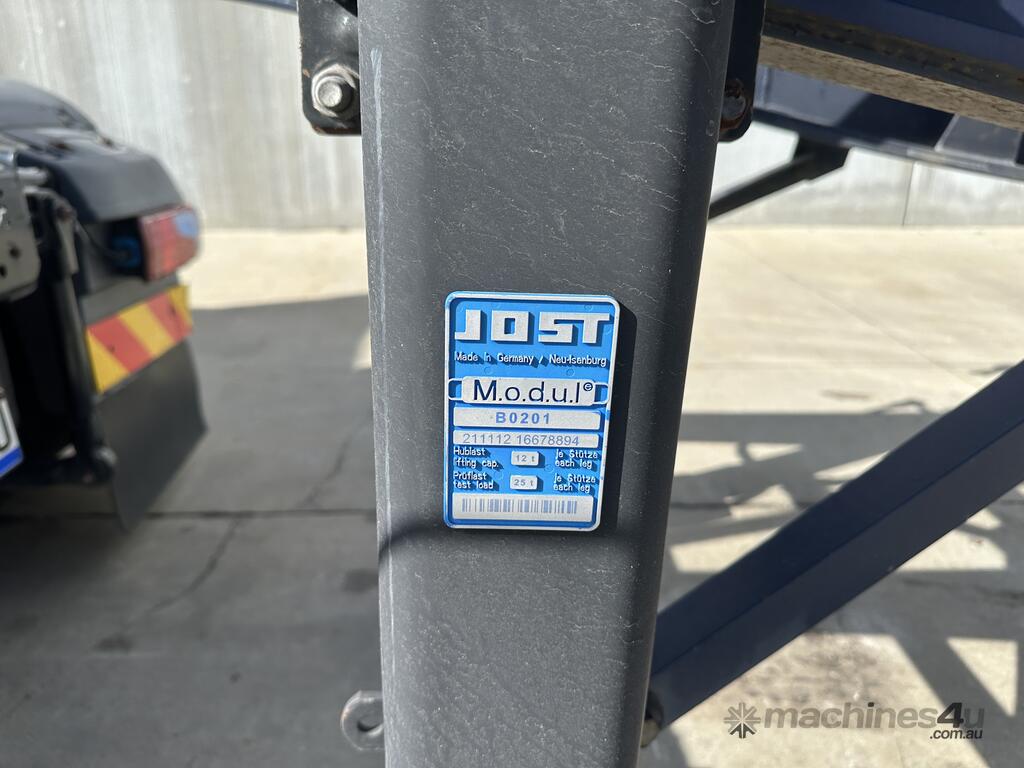 JOST
Made in Germany / Neu-Isenburg
M.o.d.u.l®
B0201
211112 16678894
Hublast 12 t je Stütze
lifting cap. each leg
Prüflast 25 t je Stütze
test load each leg
machines4u
.com.au